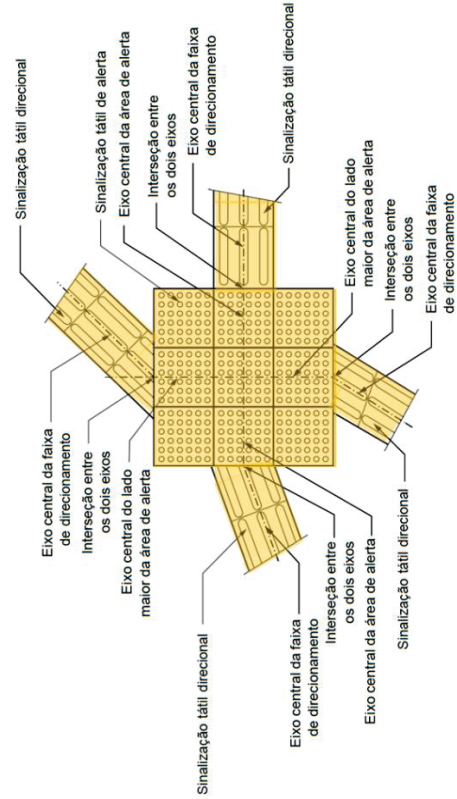 Sinalização tátil direcional
Eixo central da faixa
de direcionamento
Interseção entre
os dois eixos
Eixo central do lado
maior da área de alerta
Sinalização tátil de alerta
Eixo central da área de alerta
Interseção entre
os dois eixos
Eixo central da faixa
de direcionamento
Sinalização tátil direcional
Sinalização tátil direcional
Eixo central da faixa
de direcionamento
Interseção entre
os dois eixos
Eixo central da área de alerta
Sinalização tátil direcional
Eixo central do lado
maior da área de alerta
Interseção entre
os dois eixos
Eixo central da faixa
de direcionamento